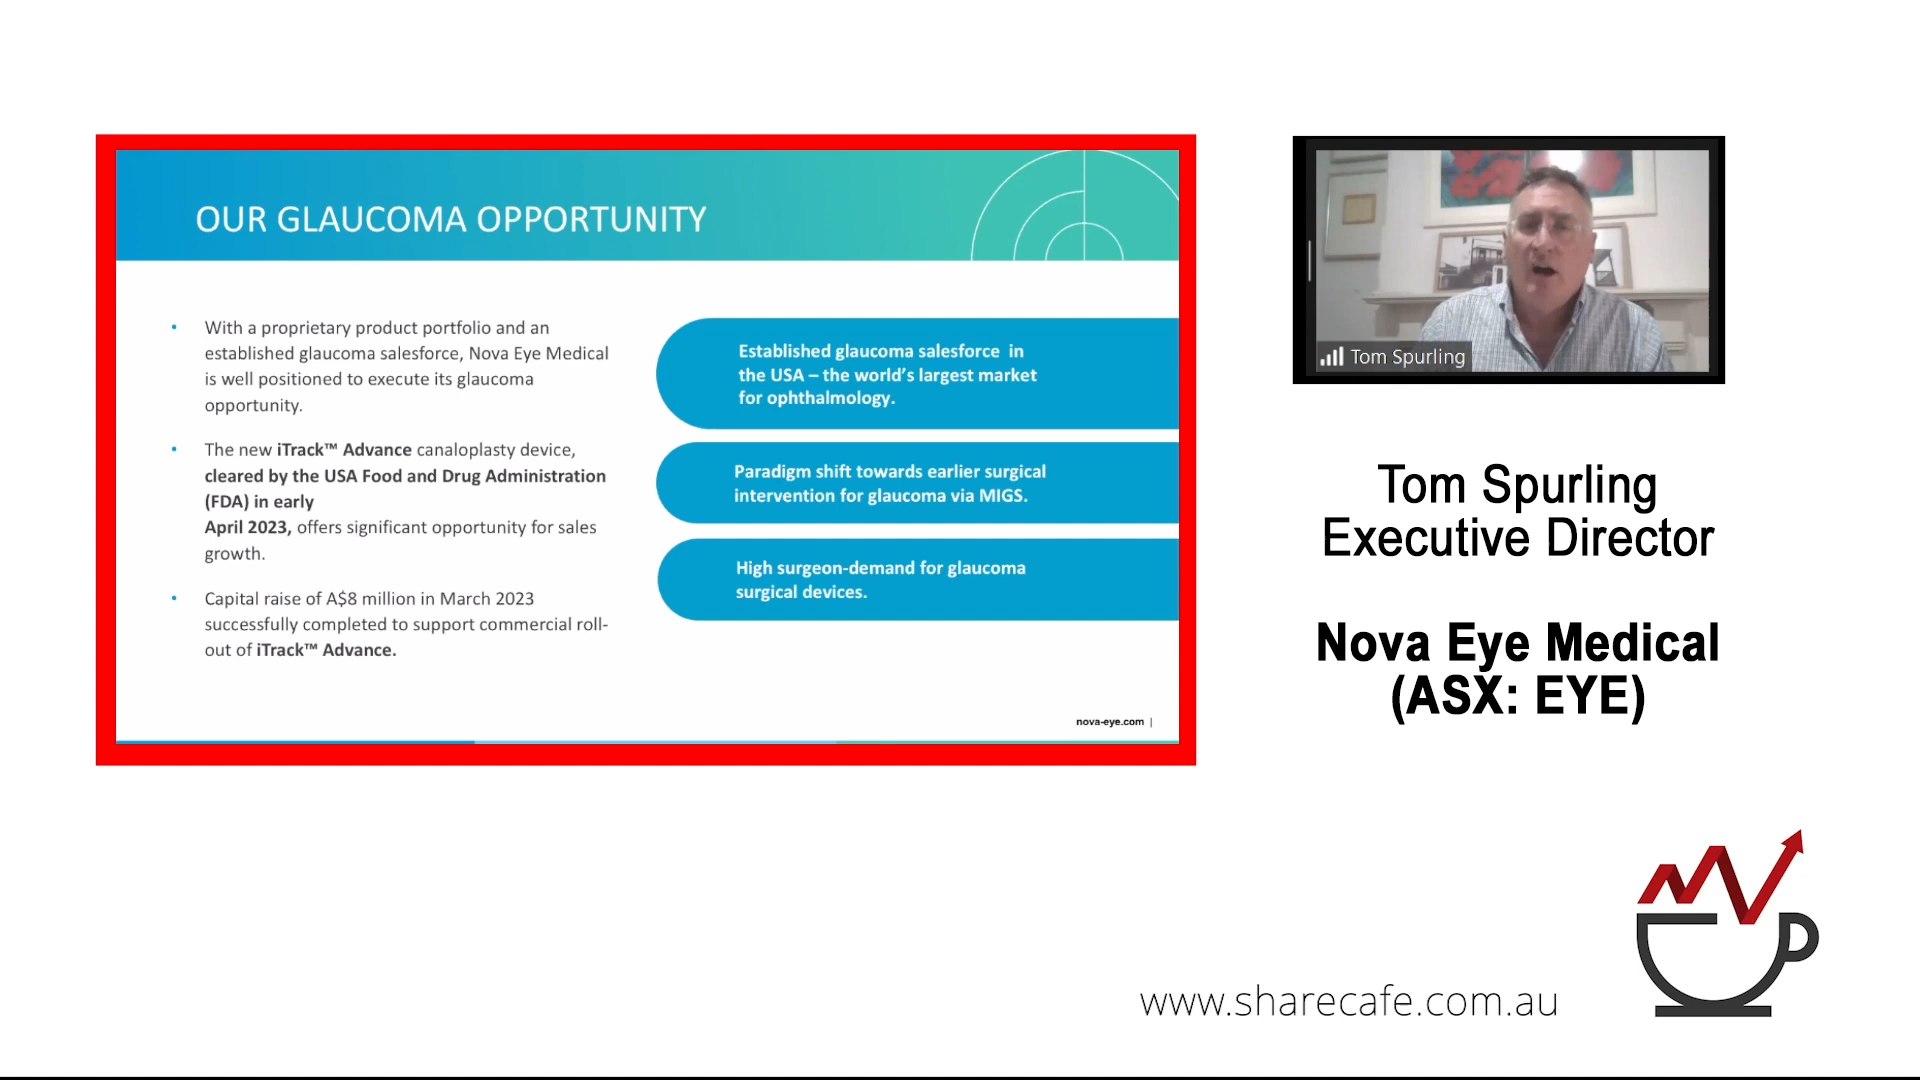 OUR GLAUCOMA OPPORTUNITY
• With a proprietary product portfolio and an
established glaucoma salesforce, Nova Eye Medical
is well positioned to execute its glaucoma
opportunity.
• The new iTrack™ Advance canaloplasty device,
cleared by the USA Food and Drug Administration
(FDA) in early
April 2023, offers significant opportunity for sales
growth.
• Capital raise of A$8 million in March 2023
successfully completed to support commercial roll-
out of iTrack™ Advance.
Established glaucoma salesforce in
the USA – the world’s largest market
for ophthalmology.
Paradigm shift towards earlier surgical
intervention for glaucoma via MIGS.
High surgeon-demand for glaucoma
surgical devices.
nova-eye.com |
Tom Spurling
Tom Spurling
Executive Director
Nova Eye Medical
(ASX: EYE)
www.sharecafe.com.au